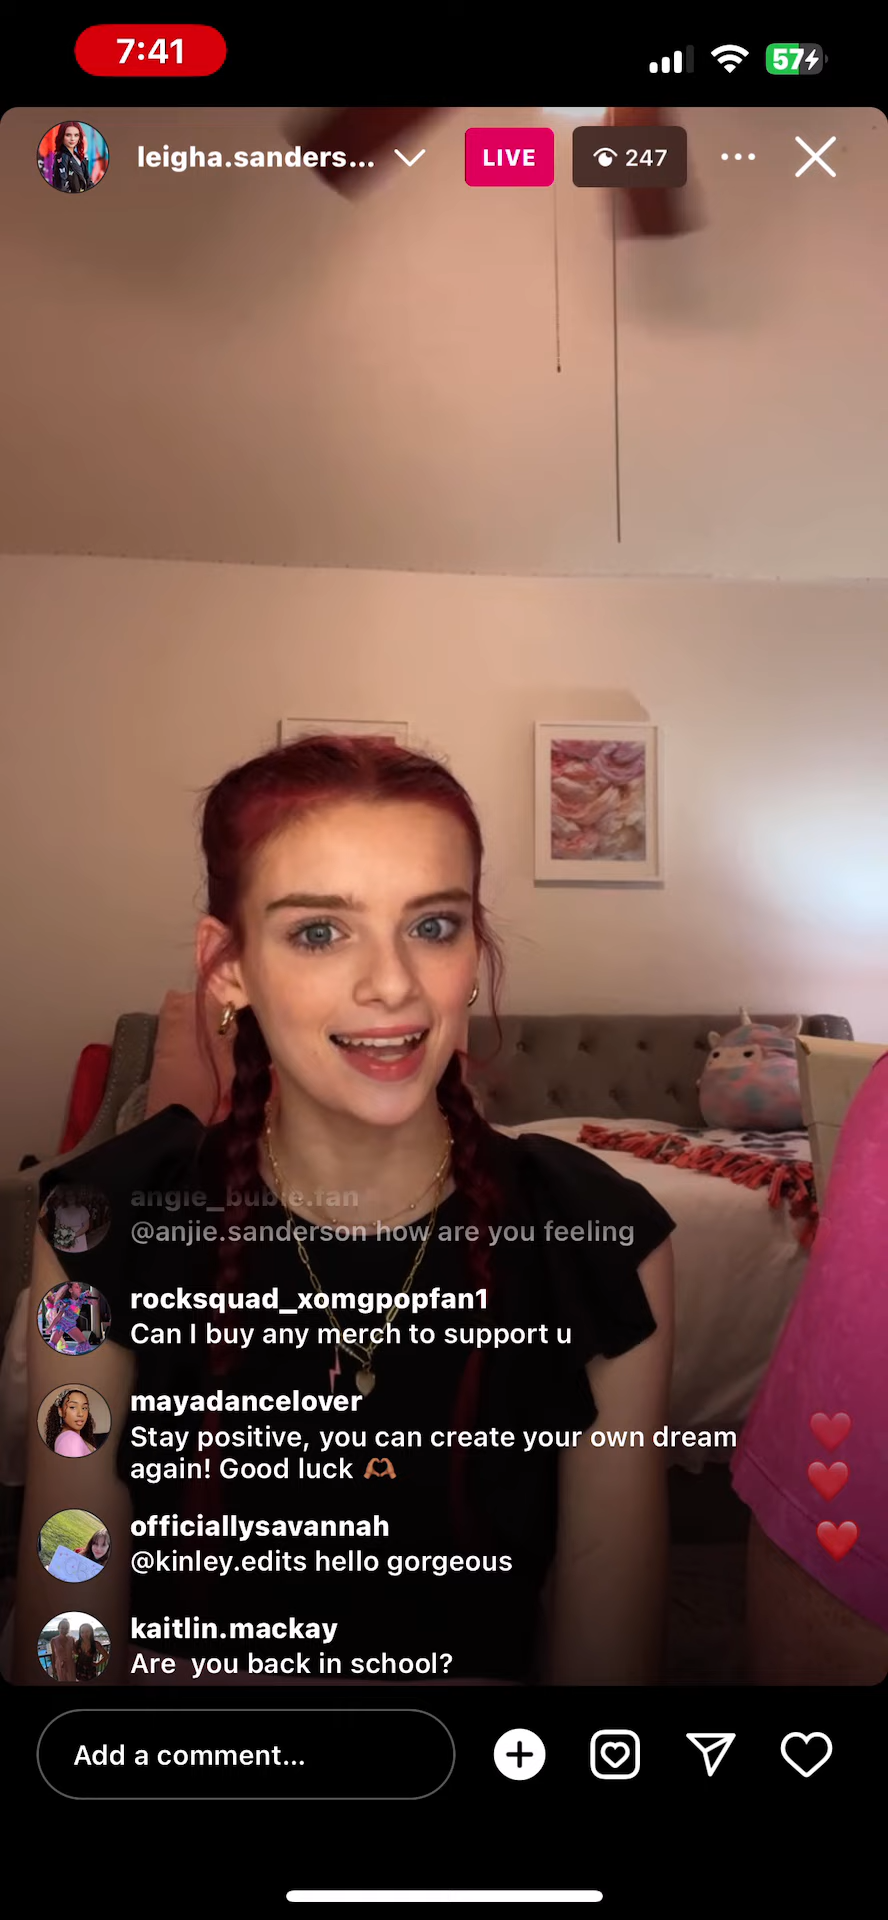 7:41
57
leigha.sanders...
LIVE
247
angie_bubie.fan
@anjie.sanderson how are you feeling
rocksquad_xomgpopfan1
Can I buy any merch to support u
mayadancelover
Stay positive, you can create your own dream
again! Good luck 🫶🏽
officiallysavannah
@kinley.edits hello gorgeous
kaitlin.mackay
Are  you back in school?
Add a comment...